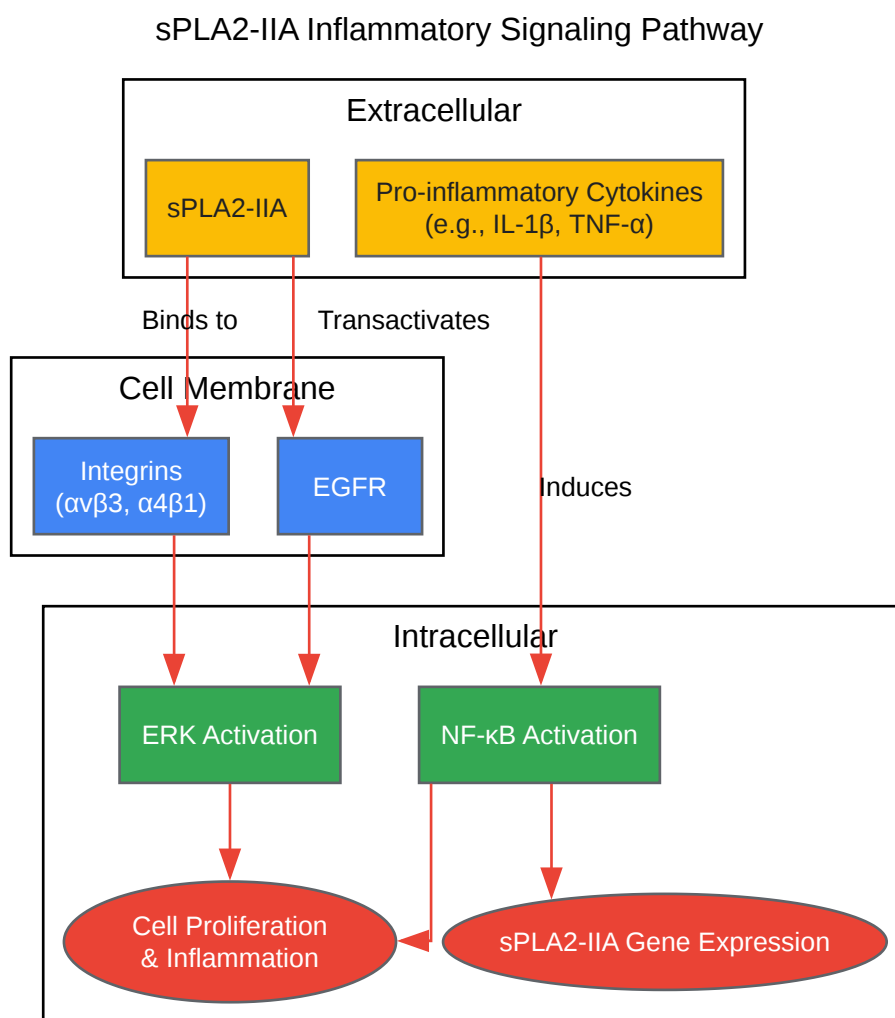 sPLA2-IIA Inflammatory Signaling Pathway
Extracellular
sPLA2-IIA
Pro-inflammatory Cytokines
(e.g., IL-1β, TNF-α)
Binds to
Transactivates
Cell Membrane
Integrins
(αvβ3, α4β1)
EGFR
Induces
Intracellular
ERK Activation
NF-κB Activation
Cell Proliferation
& Inflammation
sPLA2-IIA Gene Expression